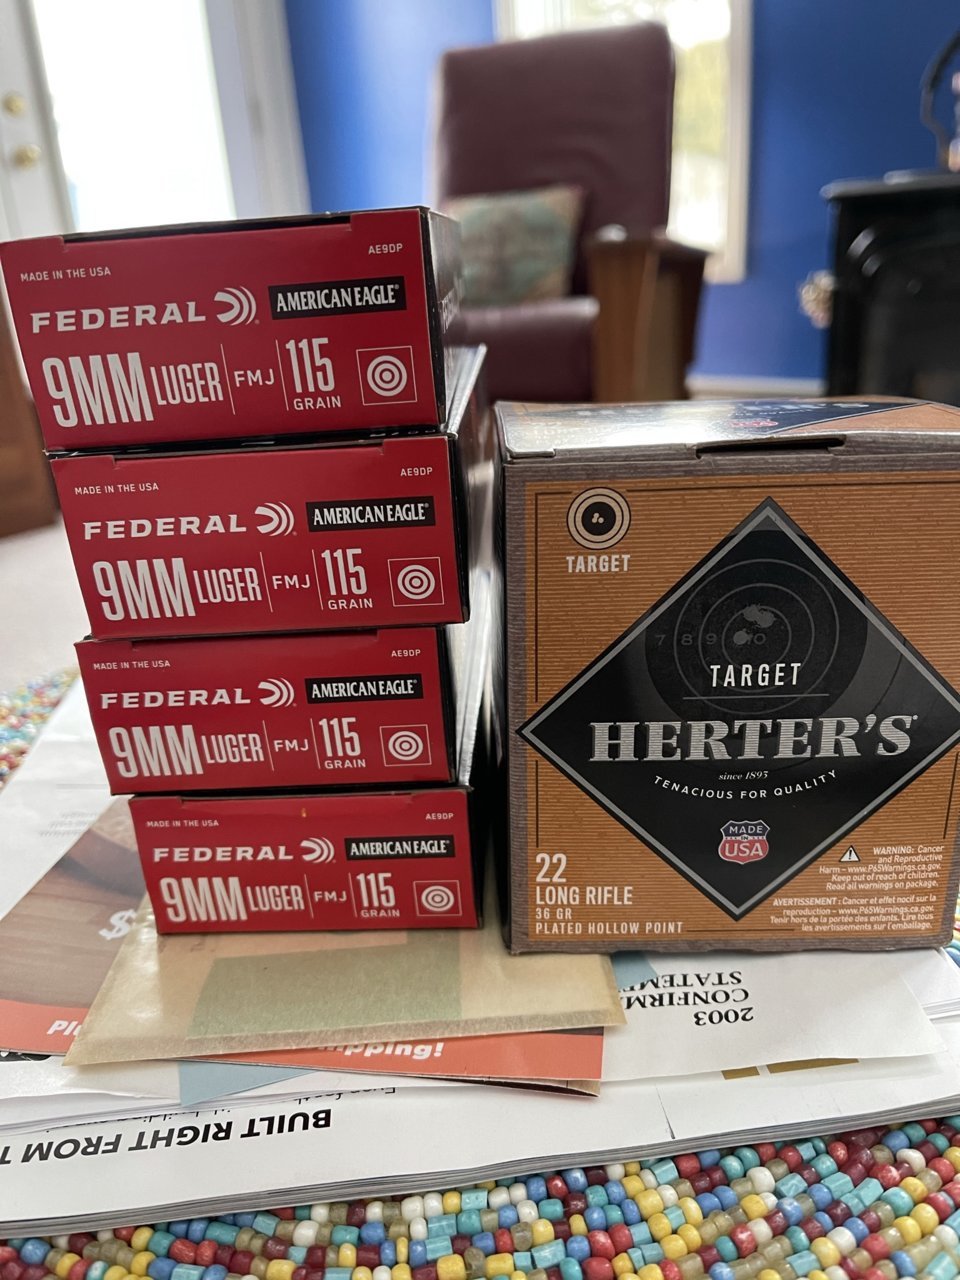 MADE IN THE USA
AE9DP
FEDERAL
AMERICAN EAGLE®
9MM LUGER FMJ 115 GRAIN
MADE IN THE USA
AE9DP
FEDERAL
AMERICAN EAGLE®
9MM LUGER FMJ 115 GRAIN
MADE IN THE USA
AE9DP
FEDERAL
AMERICAN EAGLE®
9MM LUGER FMJ 115 GRAIN
MADE IN THE USA
AE9DP
FEDERAL
AMERICAN EAGLE®
9MM LUGER FMJ 115 GRAIN
TARGET
7 8 9 10
TARGET
HERTER'S
since 1893
TENACIOUS FOR QUALITY
MADE
IN
USA
22
LONG RIFLE
36 GR
PLATED HOLLOW POINT
WARNING: Cancer
and Reproductive
Harm - www.P65Warnings.ca.gov.
Keep out of reach of children.
Read all warnings on package.
AVERTISSEMENT : Cancer et effet nocif sur la
reproduction - www.P65Warnings.ca.gov.
Tenir hors de la portée des enfants. Lire tous
les avertissements sur l'emballage.
$
2003
CONFIRM
STATEME
BUILT RIGHT FROM T